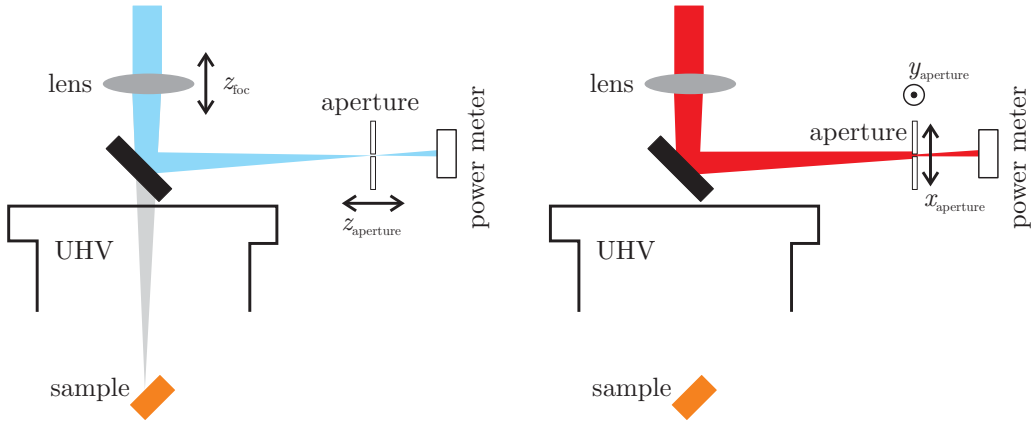 lens
z_foc
aperture
z_aperture
power meter
UHV
sample
lens
y_aperture
aperture
x_aperture
power meter
UHV
sample